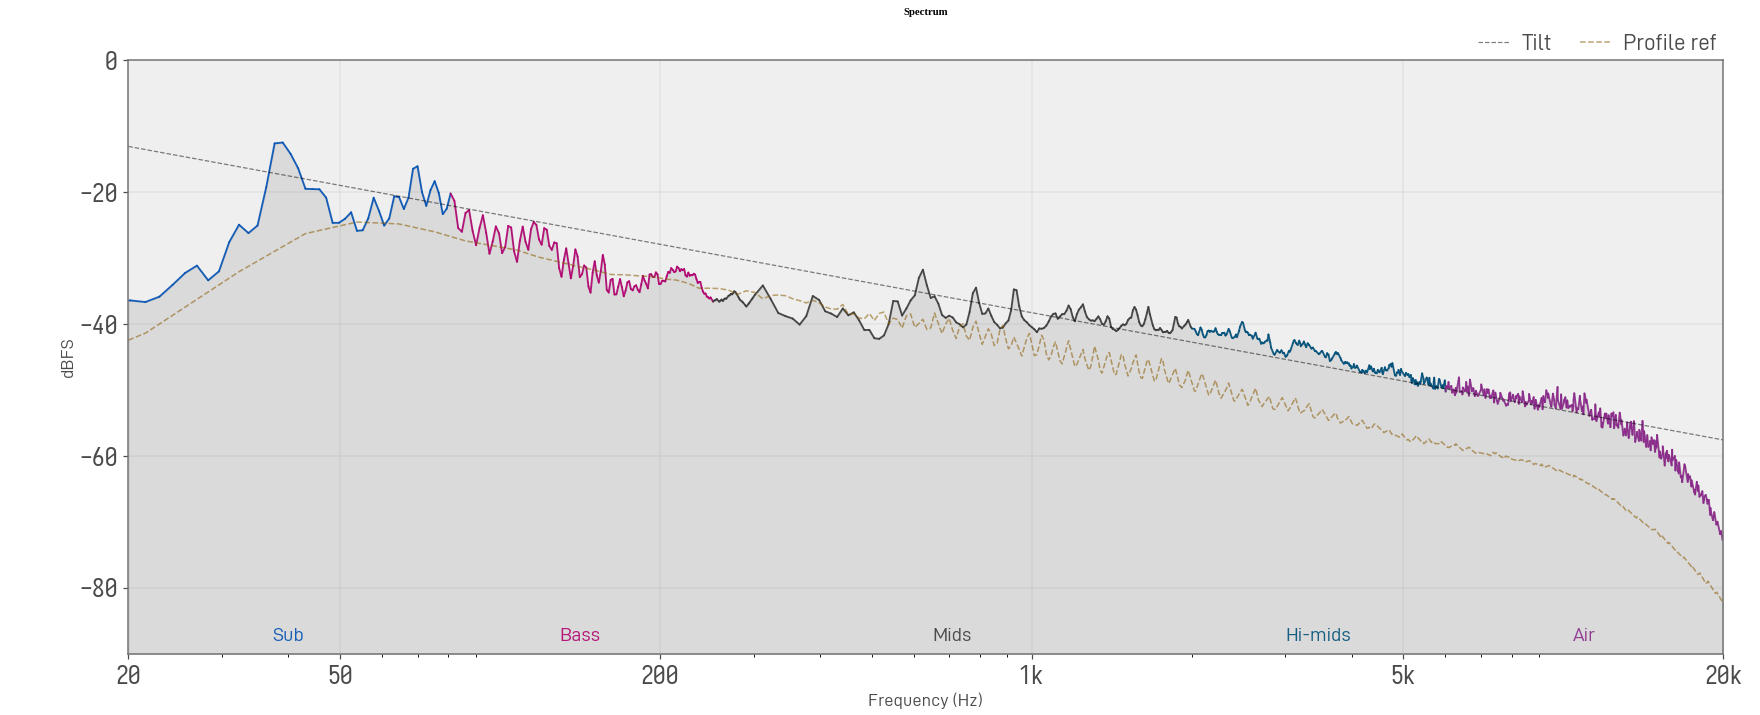 Spectrum
Tilt Profile ref
0
−20
−40
−60
−80
dBFS
Sub Bass Mids Hi-mids Air
20 50 200 1k 5k 20k
Frequency (Hz)